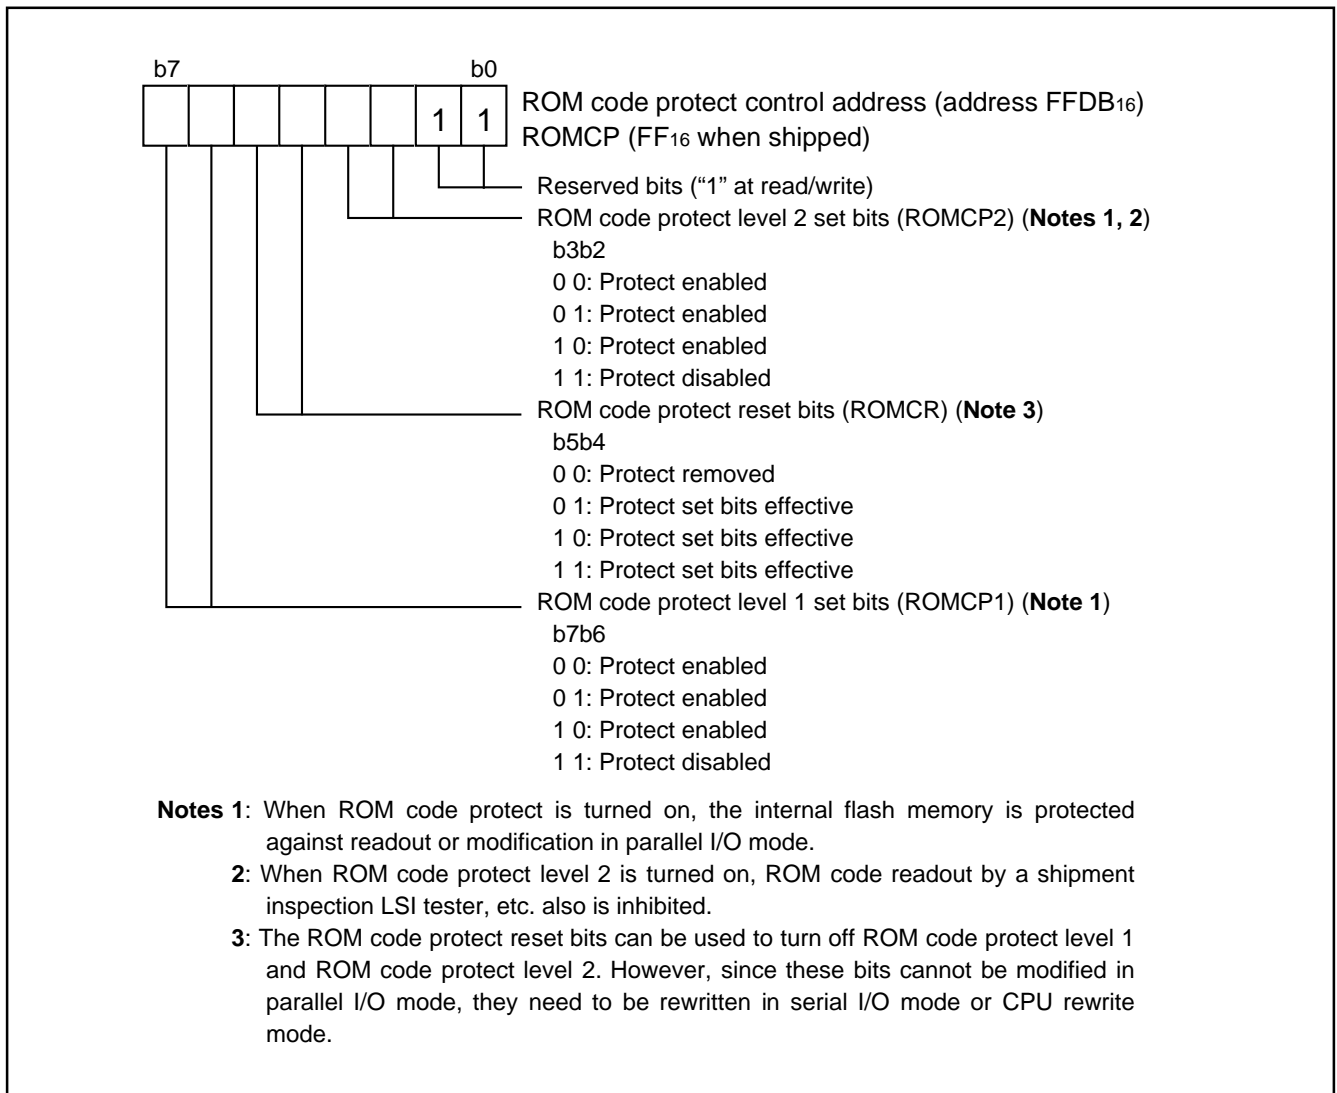 b7 b0
1 1 ROM code protect control address (address FFDB16)
ROMCP (FF16 when shipped)
Reserved bits (“1” at read/write)
ROM code protect level 2 set bits (ROMCP2) (Notes 1, 2)
b3b2
0 0: Protect enabled
0 1: Protect enabled
1 0: Protect enabled
1 1: Protect disabled
ROM code protect reset bits (ROMCR) (Note 3)
b5b4
0 0: Protect removed
0 1: Protect set bits effective
1 0: Protect set bits effective
1 1: Protect set bits effective
ROM code protect level 1 set bits (ROMCP1) (Note 1)
b7b6
0 0: Protect enabled
0 1: Protect enabled
1 0: Protect enabled
1 1: Protect disabled
Notes 1: When ROM code protect is turned on, the internal flash memory is protected
against readout or modification in parallel I/O mode.
2: When ROM code protect level 2 is turned on, ROM code readout by a shipment
inspection LSI tester, etc. also is inhibited.
3: The ROM code protect reset bits can be used to turn off ROM code protect level 1
and ROM code protect level 2. However, since these bits cannot be modified in
parallel I/O mode, they need to be rewritten in serial I/O mode or CPU rewrite
mode.